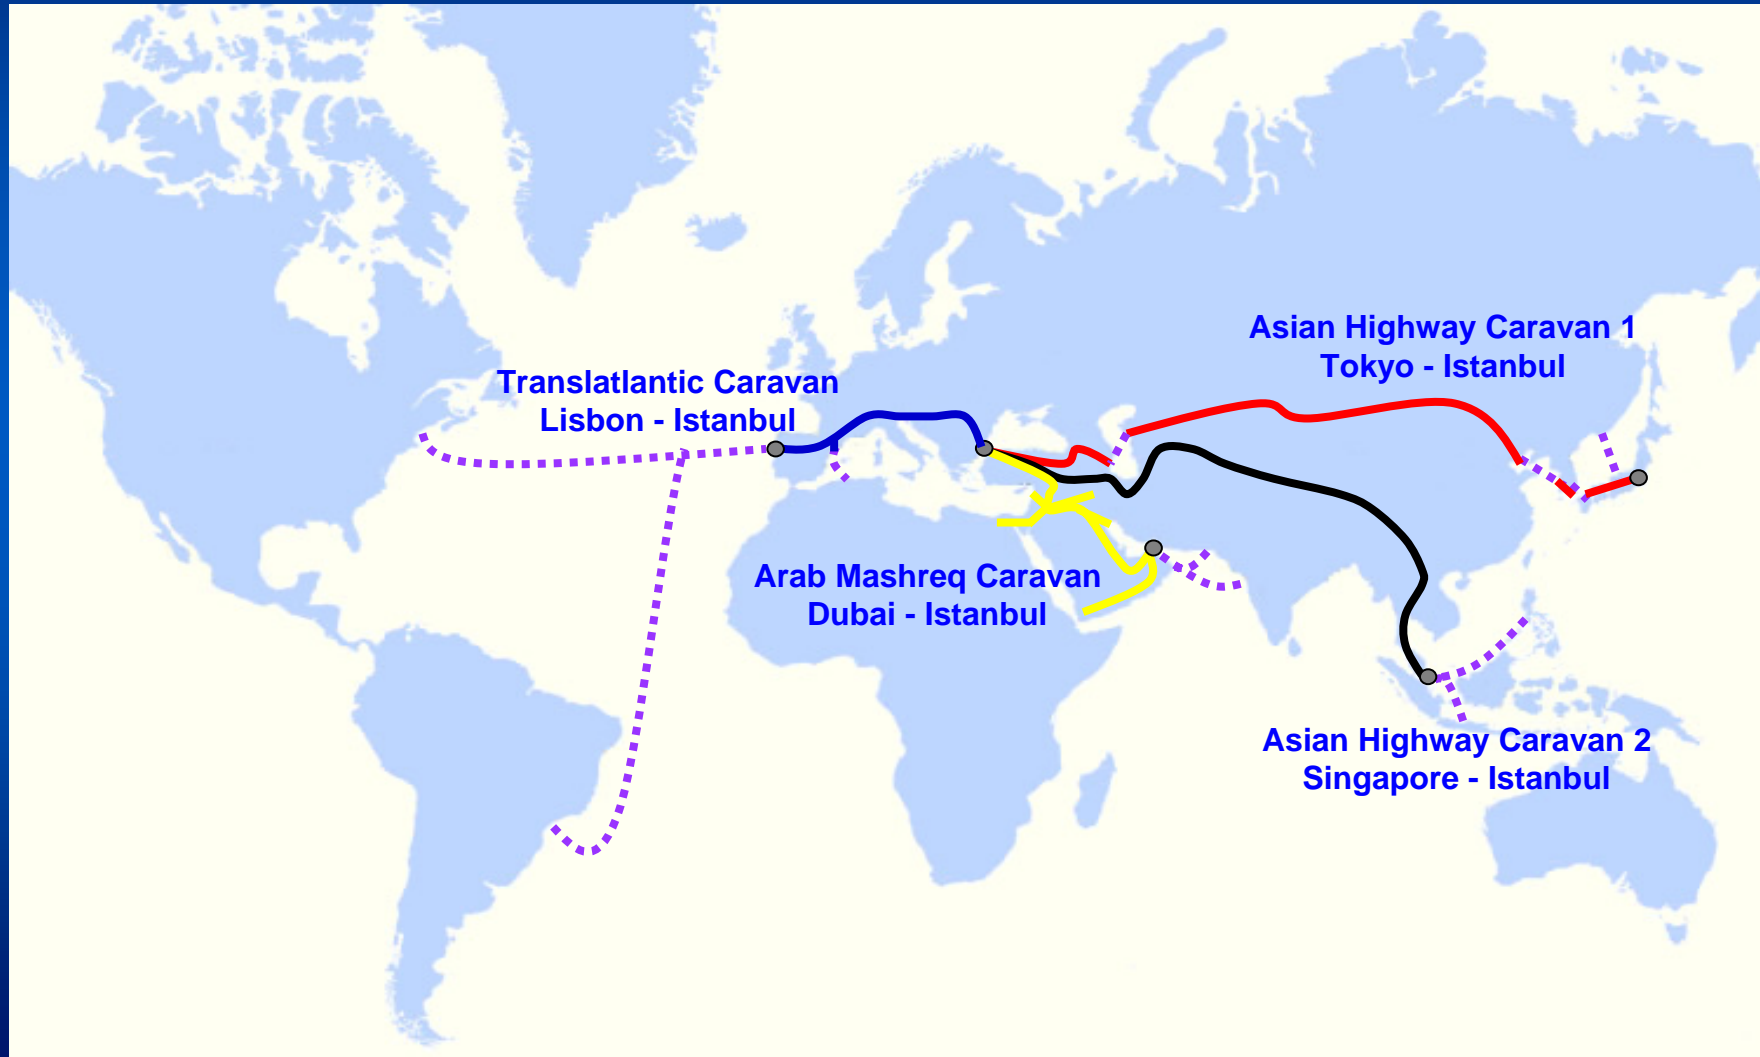 Asian Highway Caravan 1
Tokyo - Istanbul
Translatlantic Caravan
Lisbon - Istanbul
Arab Mashreq Caravan
Dubai - Istanbul
Asian Highway Caravan 2
Singapore - Istanbul